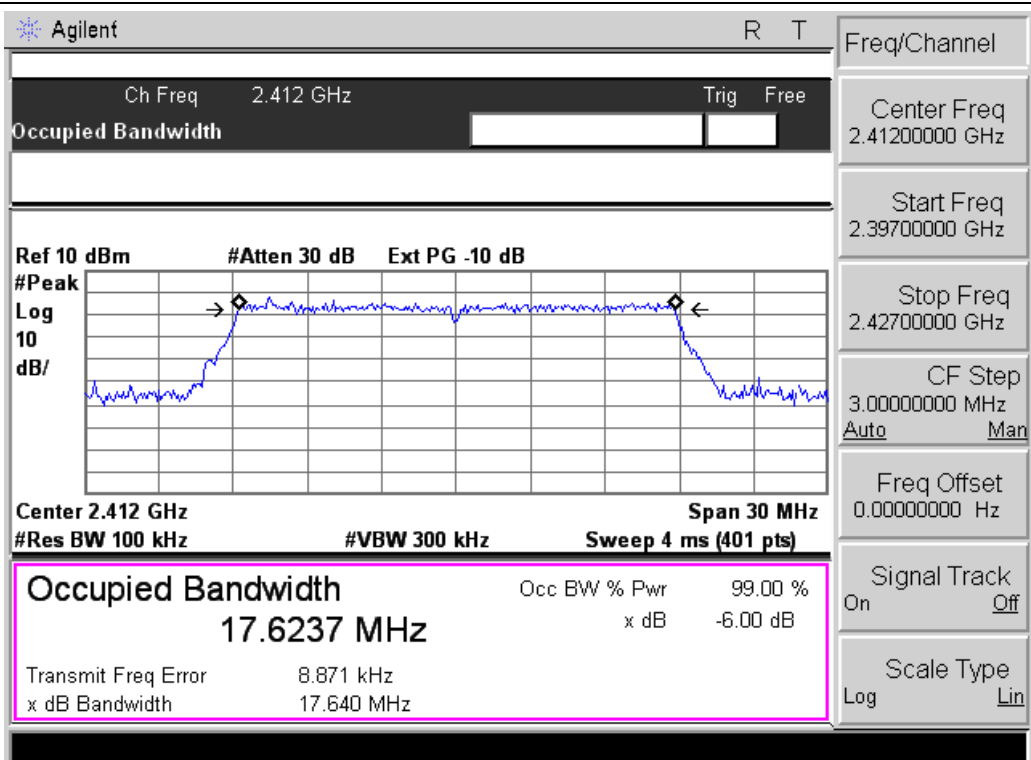 Agilent R T
Ch Freq 2.412 GHz Trig Free
Occupied Bandwidth
Ref 10 dBm #Atten 30 dB Ext PG -10 dB
#Peak
Log
10
dB/
Center 2.412 GHz Span 30 MHz
#Res BW 100 kHz #VBW 300 kHz Sweep 4 ms (401 pts)
Occupied Bandwidth Occ BW % Pwr 99.00 %
17.6237 MHz x dB -6.00 dB
Transmit Freq Error 8.871 kHz
x dB Bandwidth 17.640 MHz
Freq/Channel
Center Freq
2.41200000 GHz
Start Freq
2.39700000 GHz
Stop Freq
2.42700000 GHz
CF Step
3.00000000 MHz
Auto Man
Freq Offset
0.00000000 Hz
Signal Track
On Off
Scale Type
Log Lin